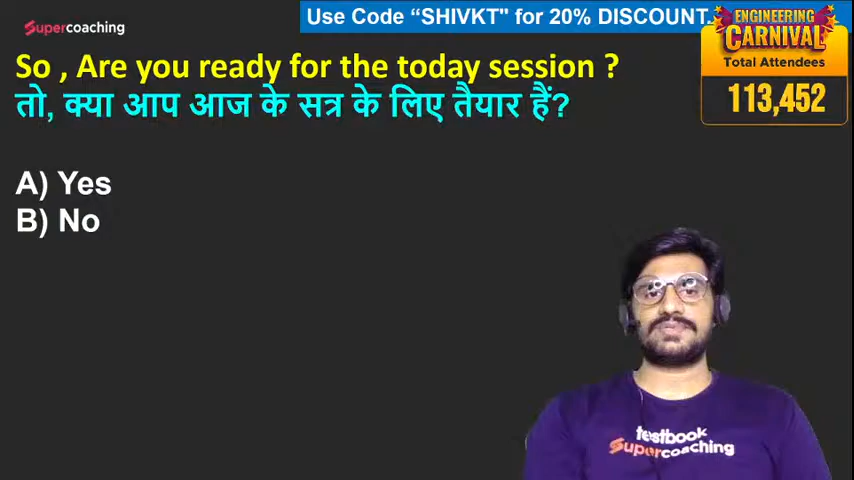 Supercoaching
Use Code “SHIVKT" for 20% DISCOUNT.
ENGINEERING
CARNIVAL
Total Attendees
113,452
So , Are you ready for the today session ?
तो, क्या आप आज के सत्र के लिए तैयार हैं?
A) Yes
B) No
testbook
Supercoaching